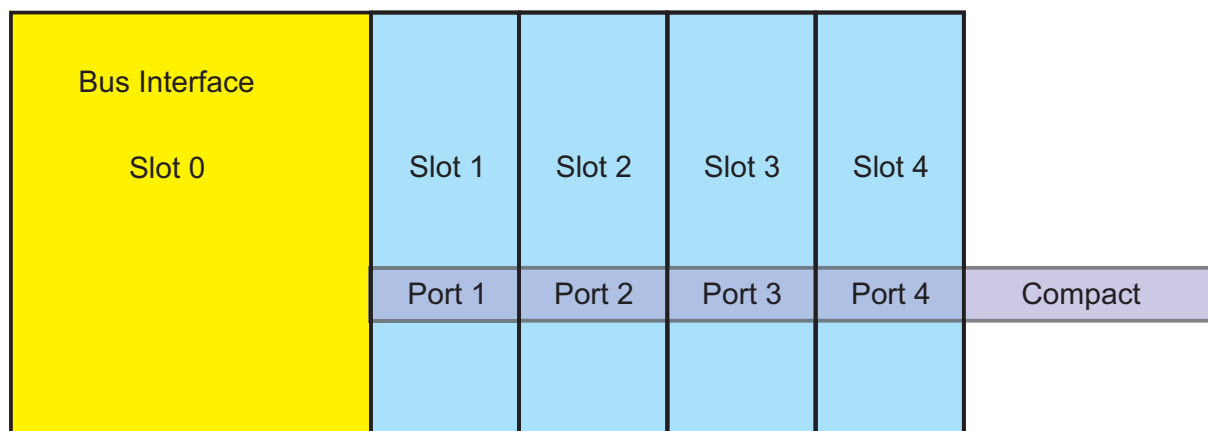 Bus Interface
Slot 0
Slot 1
Slot 2
Slot 3
Slot 4
Port 1
Port 2
Port 3
Port 4
Compact